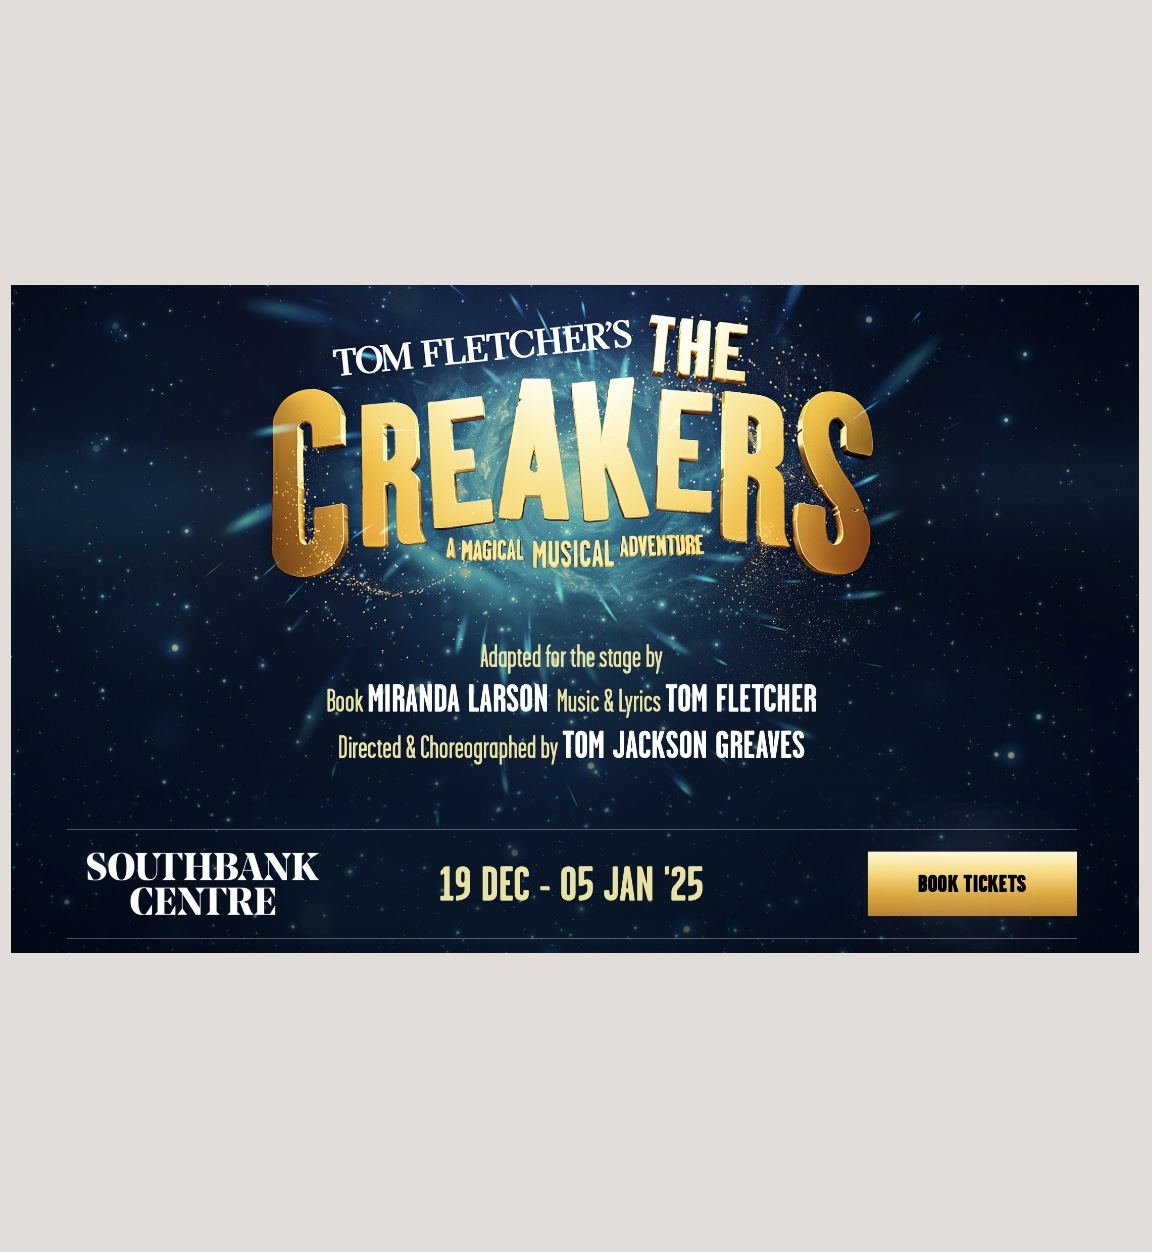 TOM FLETCHER'S THE
CREAKERS
A MAGICAL MUSICAL ADVENTURE
Adapted for the stage by
Book MIRANDA LARSON Music & Lyrics TOM FLETCHER
Directed & Choreographed by TOM JACKSON GREAVES
SOUTHBANK
CENTRE
19 DEC - 05 JAN '25
BOOK TICKETS